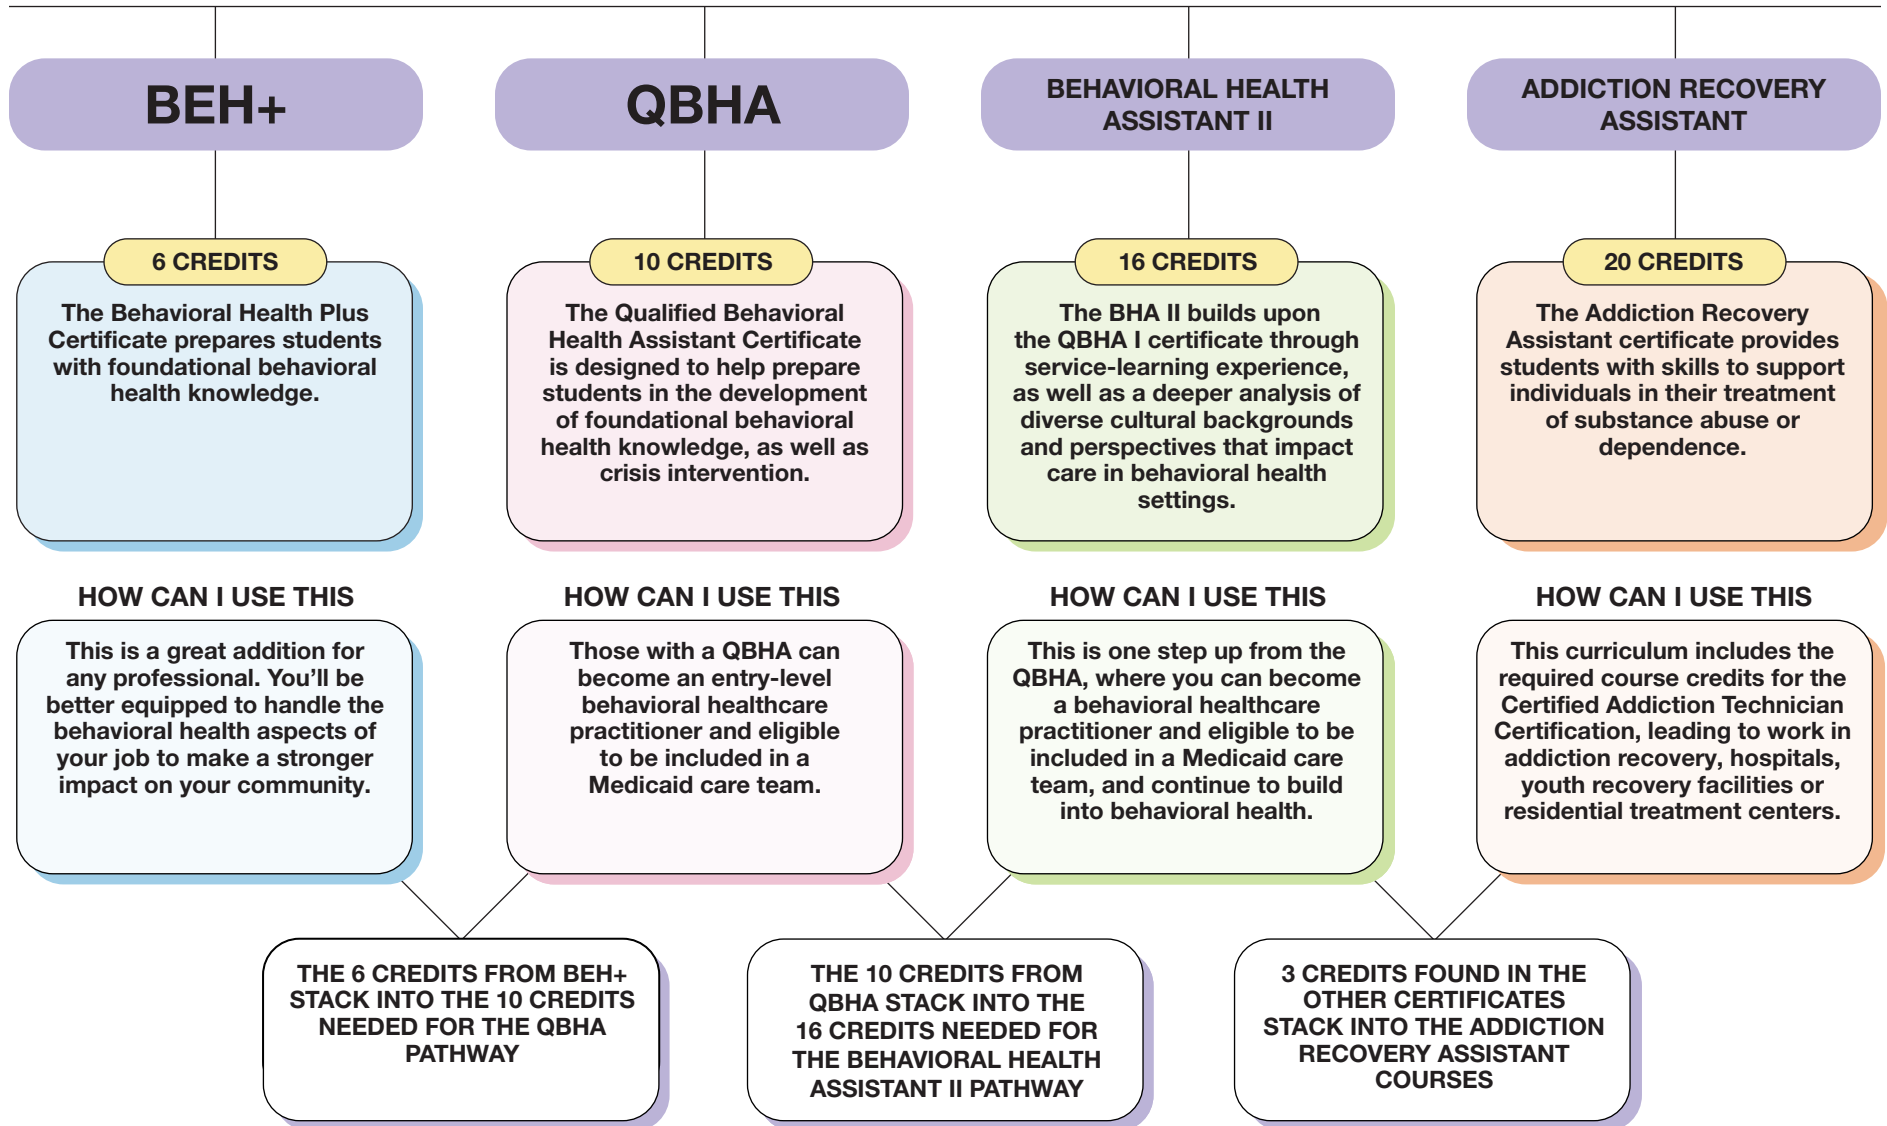 BEH+
6 CREDITS
The Behavioral Health Plus
Certificate prepares students
with foundational behavioral
health knowledge.
HOW CAN I USE THIS
This is a great addition for
any professional. You’ll be
better equipped to handle the
behavioral health aspects of
your job to make a stronger
impact on your community.
QBHA
10 CREDITS
The Qualified Behavioral
Health Assistant Certificate
is designed to help prepare
students in the development
of foundational behavioral
health knowledge, as well as
crisis intervention.
HOW CAN I USE THIS
Those with a QBHA can
become an entry-level
behavioral healthcare
practitioner and eligible
to be included in a
Medicaid care team.
BEHAVIORAL HEALTH
ASSISTANT II
16 CREDITS
The BHA II builds upon
the QBHA I certificate through
service-learning experience,
as well as a deeper analysis of
diverse cultural backgrounds
and perspectives that impact
care in behavioral health
settings.
HOW CAN I USE THIS
This is one step up from the
QBHA, where you can become
a behavioral healthcare
practitioner and eligible to be
included in a Medicaid care
team, and continue to build
into behavioral health.
ADDICTION RECOVERY
ASSISTANT
20 CREDITS
The Addiction Recovery
Assistant certificate provides
students with skills to support
individuals in their treatment
of substance abuse or
dependence.
HOW CAN I USE THIS
This curriculum includes the
required course credits for the
Certified Addiction Technician
Certification, leading to work in
addiction recovery, hospitals,
youth recovery facilities or
residential treatment centers.
THE 6 CREDITS FROM BEH+
STACK INTO THE 10 CREDITS
NEEDED FOR THE QBHA
PATHWAY
THE 10 CREDITS FROM
QBHA STACK INTO THE
16 CREDITS NEEDED FOR
THE BEHAVIORAL HEALTH
ASSISTANT II PATHWAY
3 CREDITS FOUND IN THE
OTHER CERTIFICATES
STACK INTO THE ADDICTION
RECOVERY ASSISTANT
COURSES